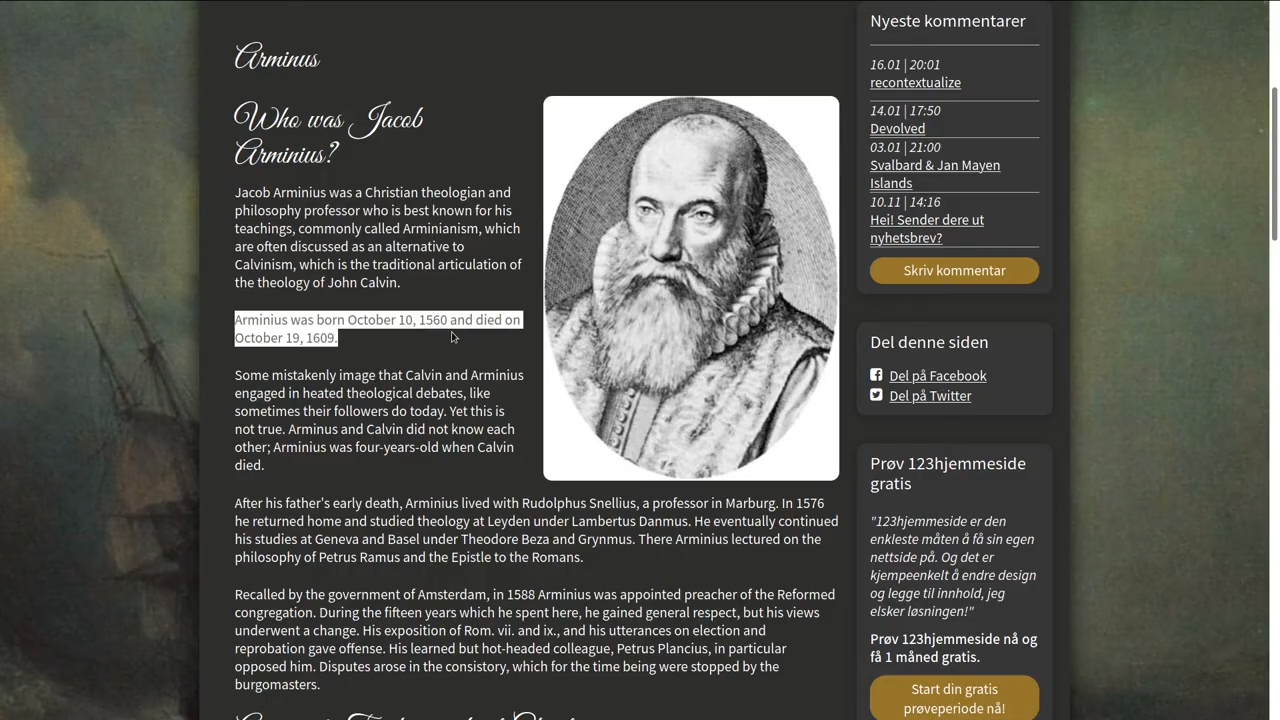 Arminus
Who was Jacob
Arminius?
Jacob Arminius was a Christian theologian and
philosophy professor who is best known for his
teachings, commonly called Arminianism, which
are often discussed as an alternative to
Calvinism, which is the traditional articulation of
the theology of John Calvin.
Arminius was born October 10, 1560 and died on
October 19, 1609.
Some mistakenly image that Calvin and Arminius
engaged in heated theological debates, like
sometimes their followers do today. Yet this is
not true. Arminus and Calvin did not know each
other; Arminius was four-years-old when Calvin
died.
After his father's early death, Arminius lived with Rudolphus Snellius, a professor in Marburg. In 1576
he returned home and studied theology at Leyden under Lambertus Danmus. He eventually continued
his studies at Geneva and Basel under Theodore Beza and Grynmus. There Arminius lectured on the
philosophy of Petrus Ramus and the Epistle to the Romans.
Recalled by the government of Amsterdam, in 1588 Arminius was appointed preacher of the Reformed
congregation. During the fifteen years which he spent here, he gained general respect, but his views
underwent a change. His exposition of Rom. vii. and ix., and his utterances on election and
reprobation gave offense. His learned but hot-headed colleague, Petrus Plancius, in particular
opposed him. Disputes arose in the consistory, which for the time being were stopped by the
burgomasters.
Nyeste kommentarer
16.01 | 20:01
recontextualize
14.01 | 17:50
Devolved
03.01 | 21:00
Svalbard & Jan Mayen
Islands
10.11 | 14:16
Hei! Sender dere ut
nyhetsbrev?
Skriv kommentar
Del denne siden
Del på Facebook
Del på Twitter
Prøv 123hjemmeside
gratis
"123hjemmeside er den
enkleste måten å få sin egen
nettside på. Og det er
kjempeenkelt å endre design
og legge til innhold, jeg
elsker løsningen!"
Prøv 123hjemmeside nå og
få 1 måned gratis.
Start din gratis
prøveperiode nå!